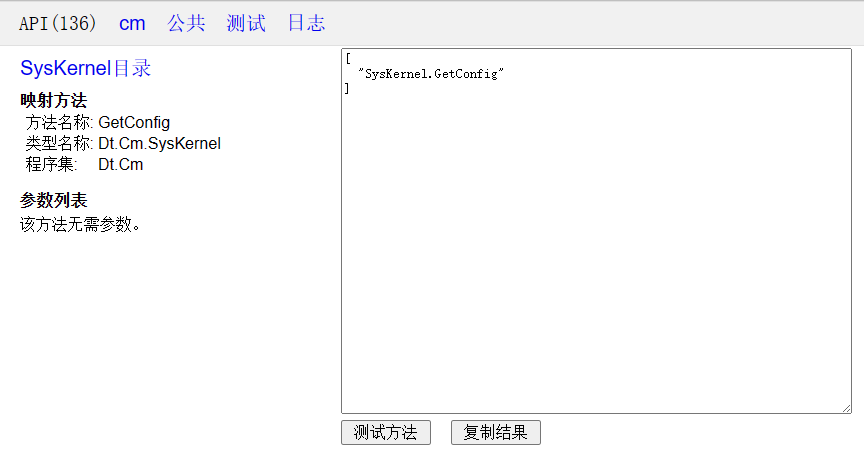 API(136) cm 公共 测试 日志
SysKernel目录
映射方法
方法名称: GetConfig
类型名称: Dt.Cm.SysKernel
程序集: Dt.Cm
参数列表
该方法无需参数。
[
"SysKernel.GetConfig"
]
测试方法 复制结果